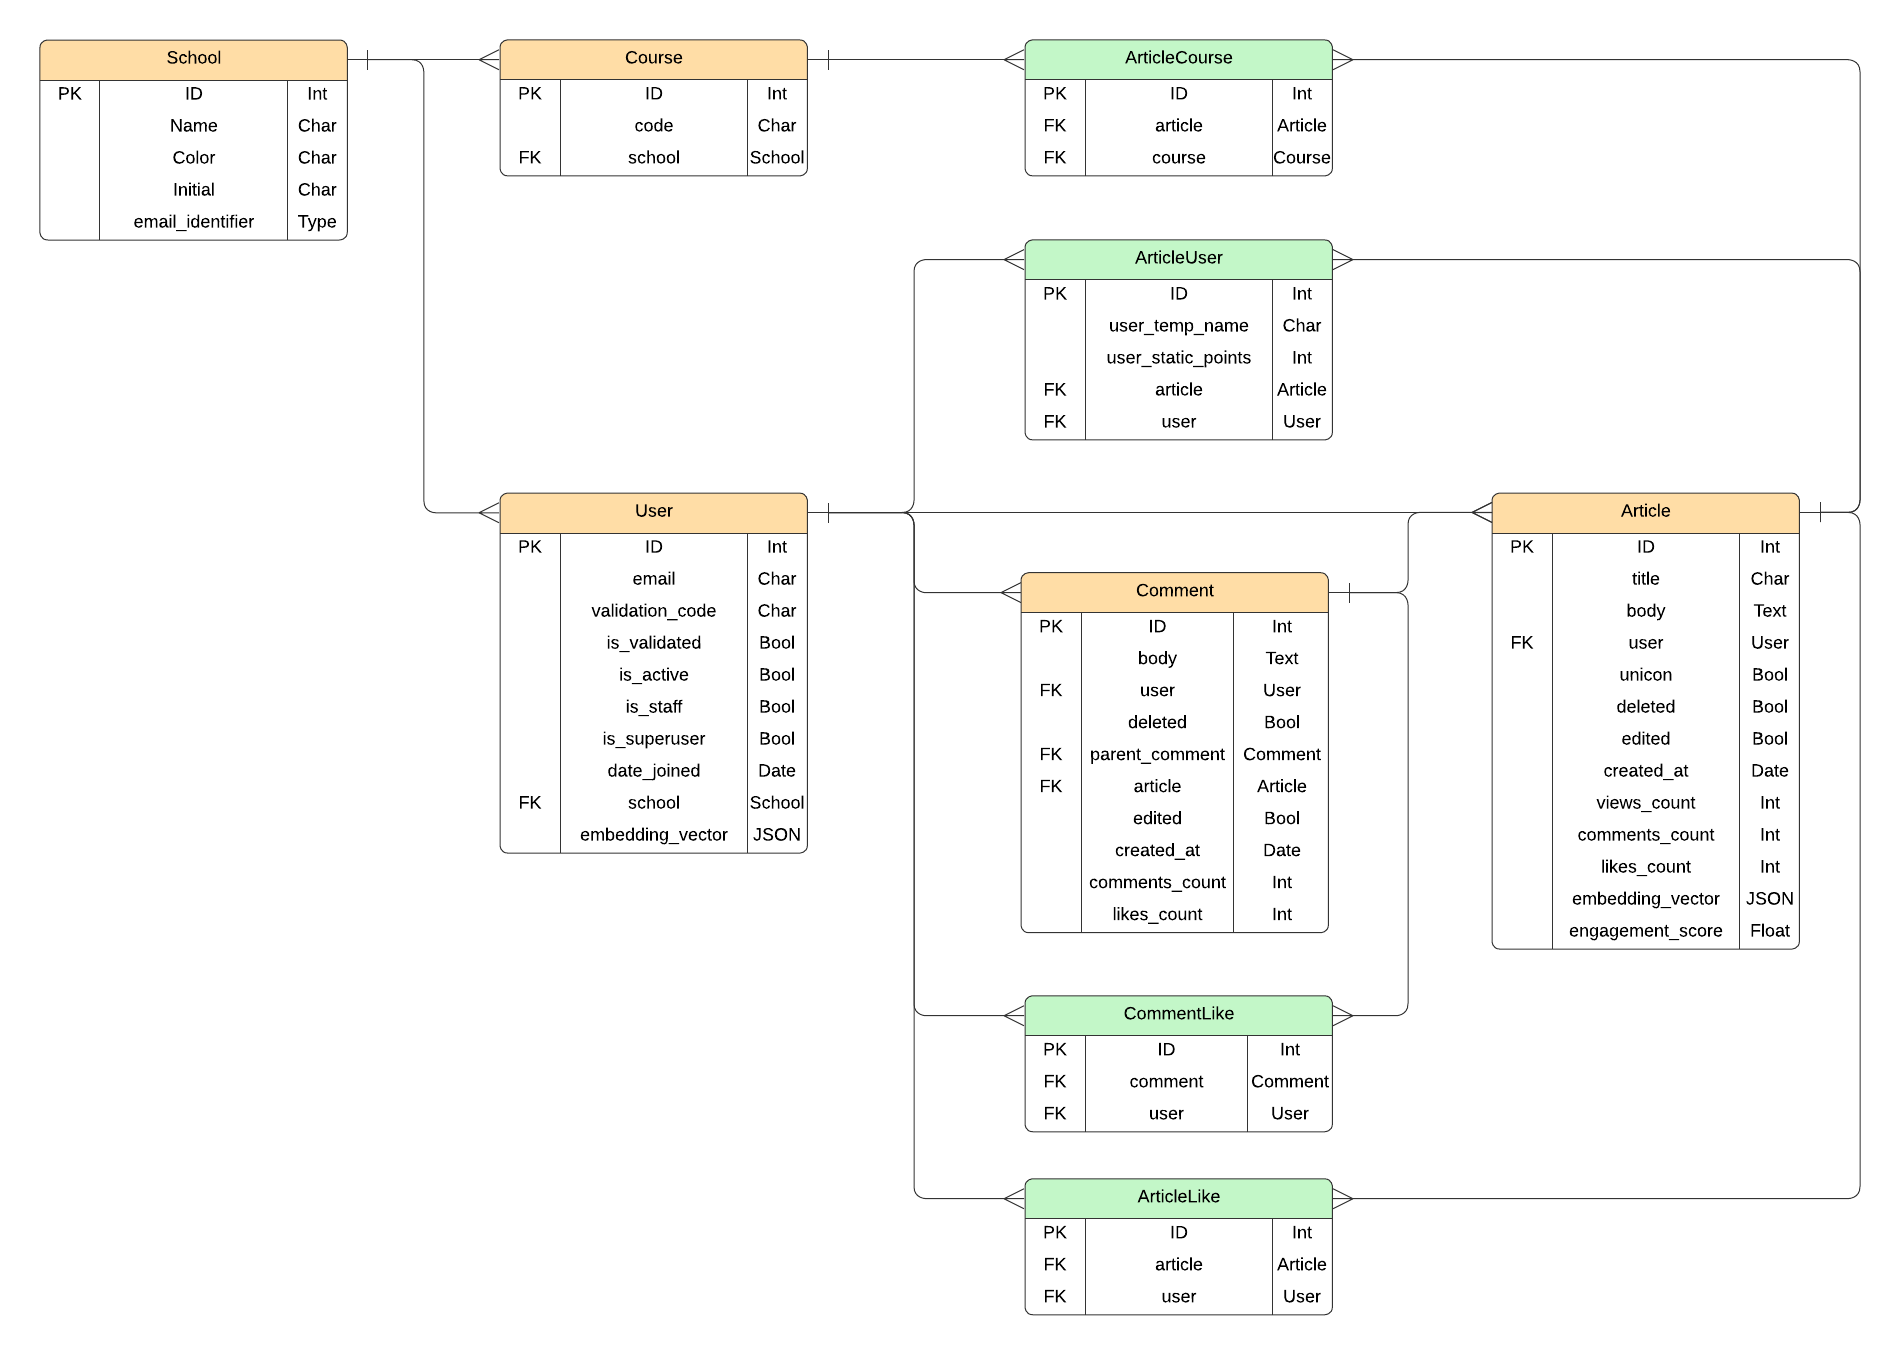 School
PK ID Int
Name Char
Color Char
Initial Char
email_identifier Type
Course
PK ID Int
code Char
FK school School
ArticleCourse
PK ID Int
FK article Article
FK course Course
ArticleUser
PK ID Int
user_temp_name Char
user_static_points Int
FK article Article
FK user User
User
PK ID Int
email Char
validation_code Char
is_validated Bool
is_active Bool
is_staff Bool
is_superuser Bool
date_joined Date
FK school School
embedding_vector JSON
Comment
PK ID Int
body Text
FK user User
deleted Bool
FK parent_comment Comment
FK article Article
edited Bool
created_at Date
comments_count Int
likes_count Int
Article
PK ID Int
title Char
body Text
FK user User
unicon Bool
deleted Bool
edited Bool
created_at Date
views_count Int
comments_count Int
likes_count Int
embedding_vector JSON
engagement_score Float
CommentLike
PK ID Int
FK comment Comment
FK user User
ArticleLike
PK ID Int
FK article Article
FK user User